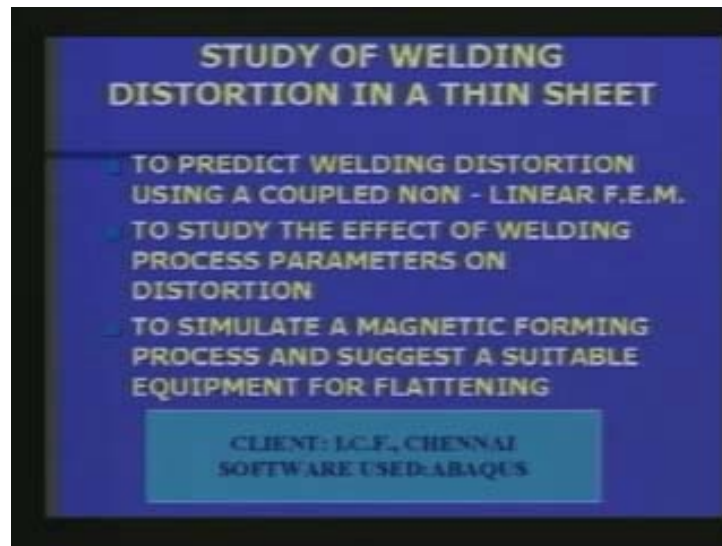 STUDY OF WELDING
DISTORTION IN A THIN SHEET
TO PREDICT WELDING DISTORTION
USING A COUPLED NON - LINEAR F.E.M.
TO STUDY THE EFFECT OF WELDING
PROCESS PARAMETERS ON
DISTORTION
TO SIMULATE A MAGNETIC FORMING
PROCESS AND SUGGEST A SUITABLE
EQUIPMENT FOR FLATTENING
CLIENT: I.C.F., CHENNAI
SOFTWARE USED:ABAQUS